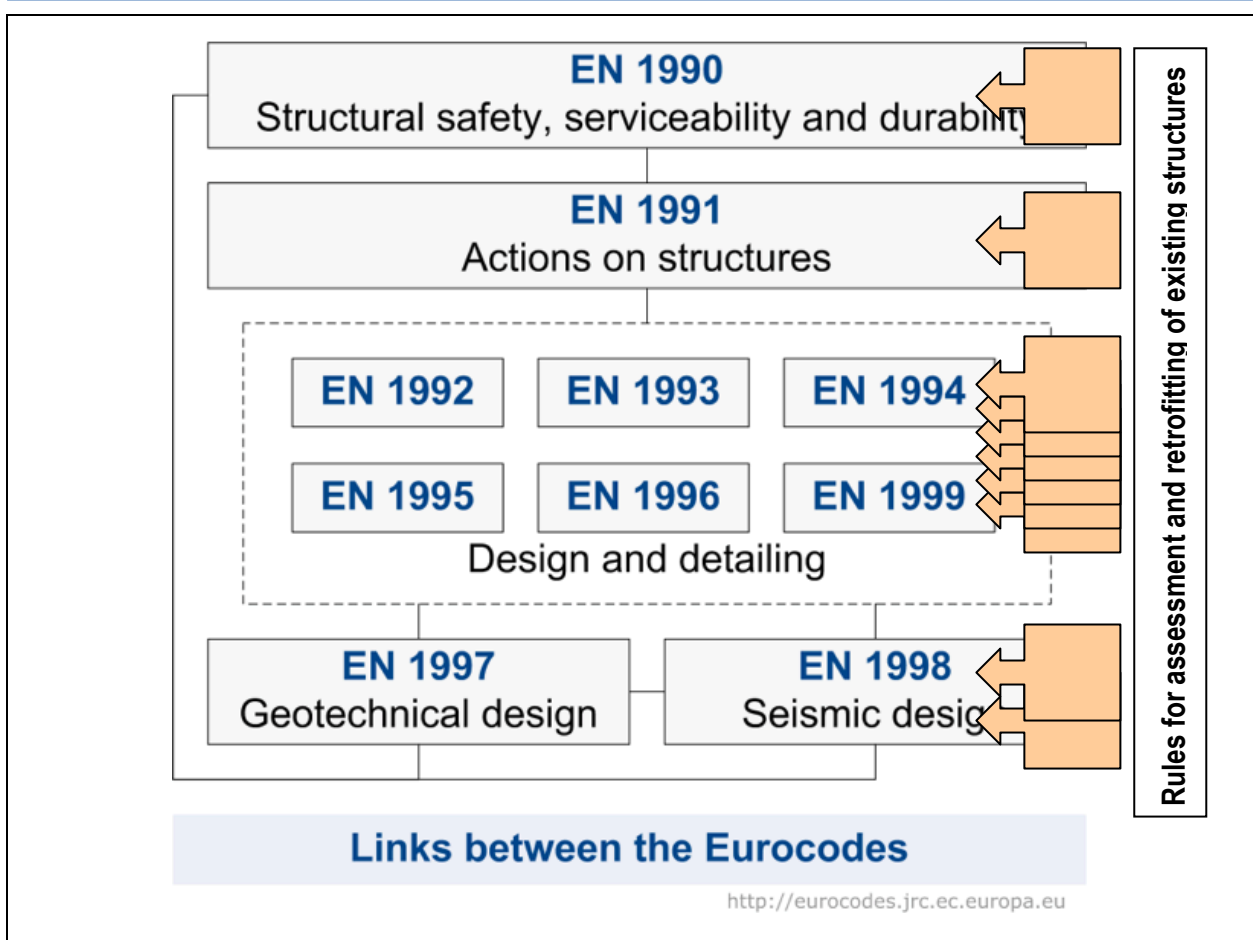 EN 1990
Structural safety, serviceability and durability
EN 1991
Actions on structures
EN 1992
EN 1993
EN 1994
EN 1995
EN 1996
EN 1999
Design and detailing
EN 1997
Geotechnical design
EN 1998
Seismic design
Rules for assessment and retrofitting of existing structures
Links between the Eurocodes
http://eurocodes.jrc.ec.europa.eu